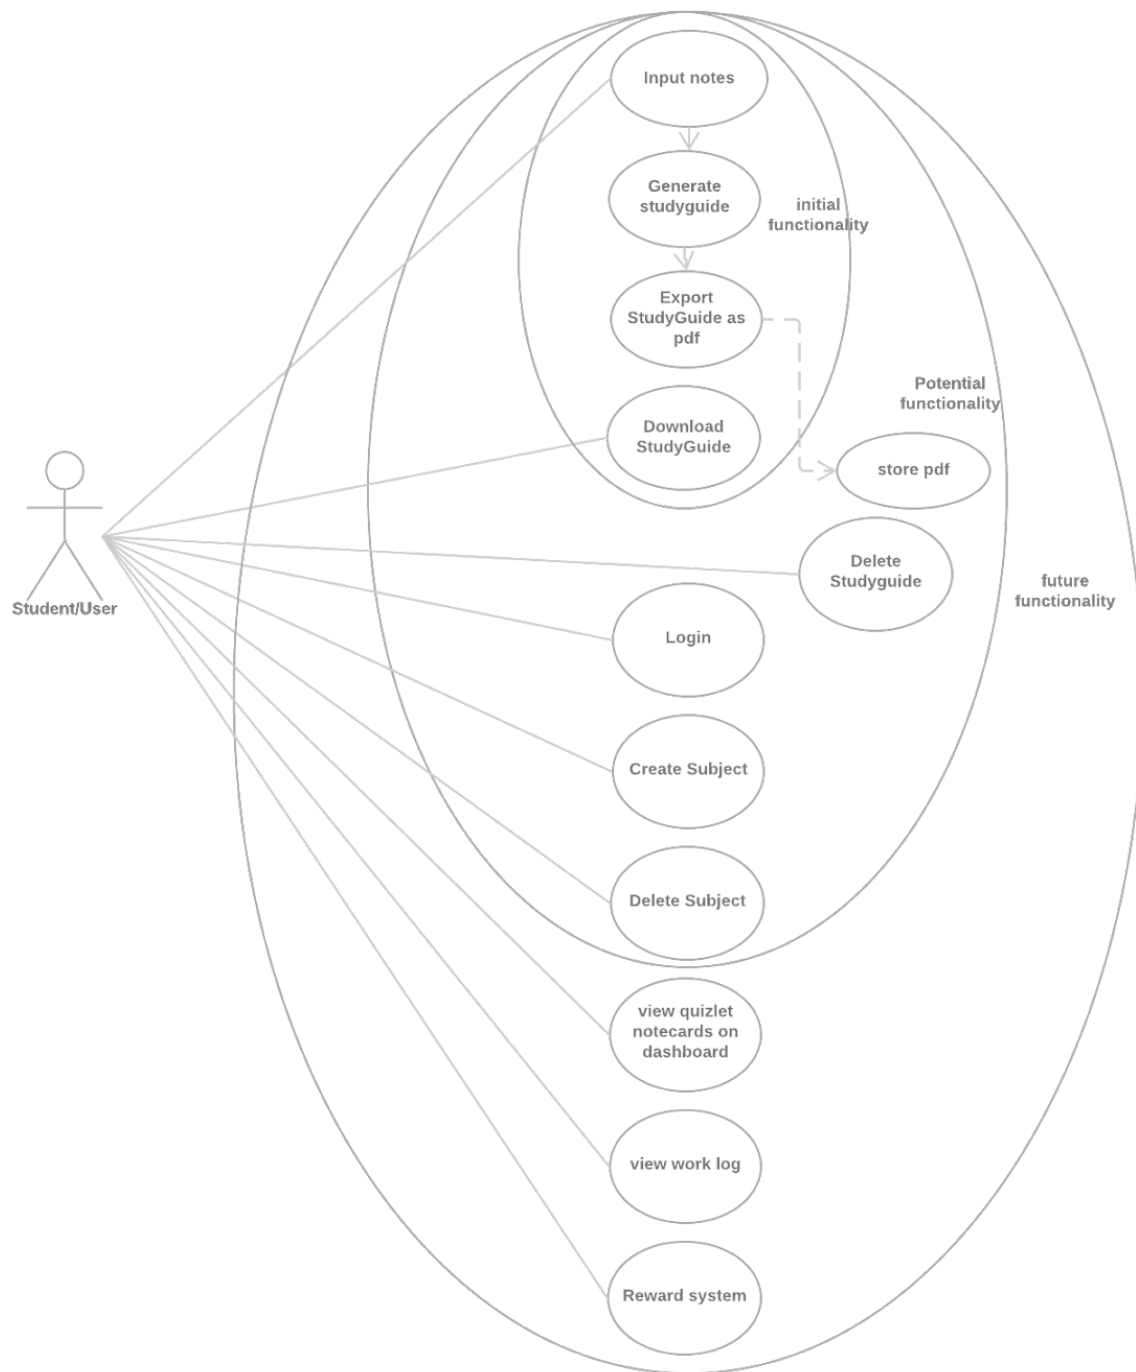 Input notes
Generate
studyguide
initial
functionality
Export
StudyGuide as
pdf
Potential
functionality
Download
StudyGuide
store pdf
Delete
Studyguide
future
functionality
Student/User
Login
Create Subject
Delete Subject
view quizlet
notecards on
dashboard
view work log
Reward system